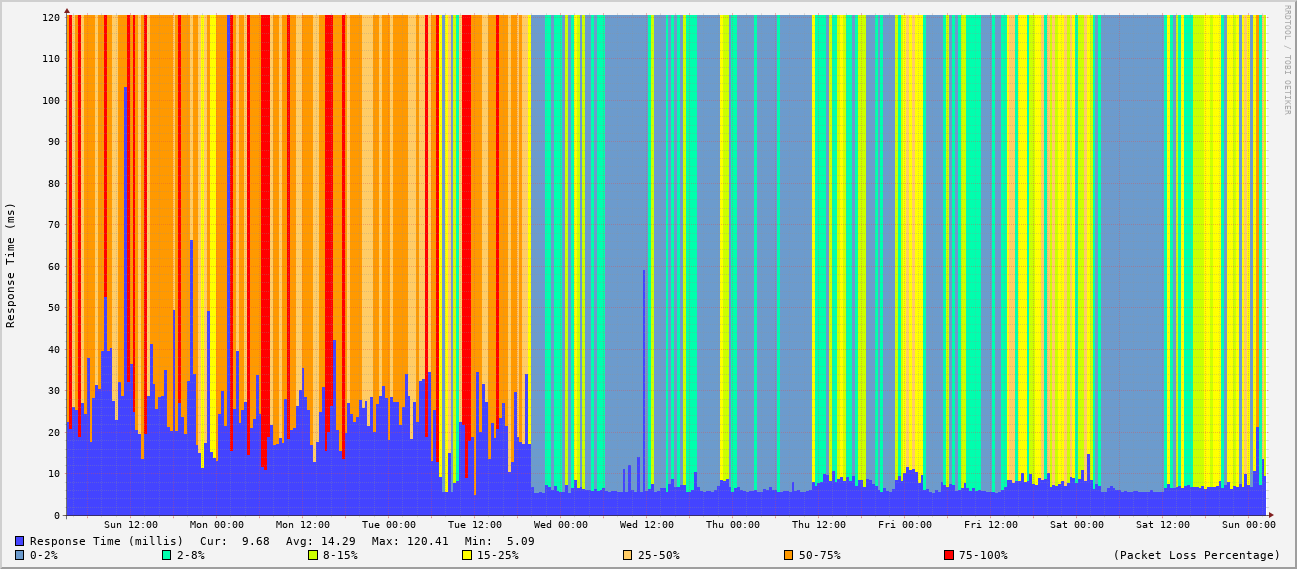 RRDTOOL / TOBI OETIKER
Response Time (ms)
120
110
100
90
80
70
60
50
40
30
20
10
0
Sun 12:00 Mon 00:00 Mon 12:00 Tue 00:00 Tue 12:00 Wed 00:00 Wed 12:00 Thu 00:00 Thu 12:00 Fri 00:00 Fri 12:00 Sat 00:00 Sat 12:00 Sun 00:00
Response Time (millis) Cur: 9.68 Avg: 14.29 Max: 120.41 Min: 5.09
0-2% 2-8% 8-15% 15-25% 25-50% 50-75% 75-100% (Packet Loss Percentage)